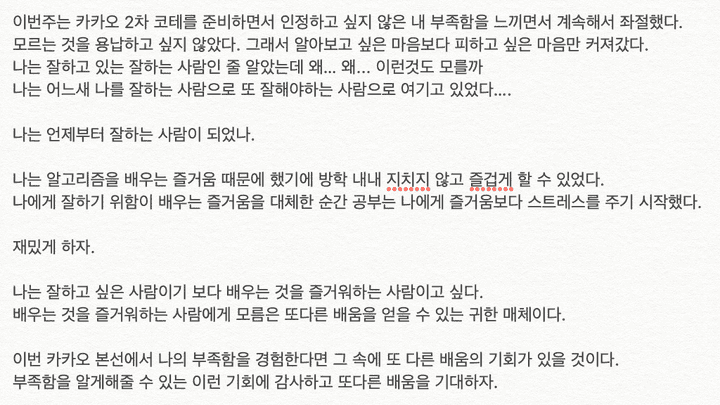 이번주는 카카오 2차 코테를 준비하면서 인정하고 싶지 않은 내 부족함을 느끼면서 계속해서 좌절했다.
모르는 것을 용납하고 싶지 않았다. 그래서 알아보고 싶은 마음보다 피하고 싶은 마음만 커져갔다.
나는 잘하고 있는 잘하는 사람인 줄 알았는데 왜... 왜... 이런것도 모를까
나는 어느새 나를 잘하는 사람으로 또 잘해야하는 사람으로 여기고 있었다....
나는 언제부터 잘하는 사람이 되었나.
나는 알고리즘을 배우는 즐거움 때문에 했기에 방학 내내 지치지 않고 즐겁게 할 수 있었다.
나에게 잘하기 위함이 배우는 즐거움을 대체한 순간 공부는 나에게 즐거움보다 스트레스를 주기 시작했다.
재밌게 하자.
나는 잘하고 싶은 사람이기 보다 배우는 것을 즐거워하는 사람이고 싶다.
배우는 것을 즐거워하는 사람에게 모름은 또다른 배움을 얻을 수 있는 귀한 매체이다.
이번 카카오 본선에서 나의 부족함을 경험한다면 그 속에 또 다른 배움의 기회가 있을 것이다.
부족함을 알게해줄 수 있는 이런 기회에 감사하고 또다른 배움을 기대하자.